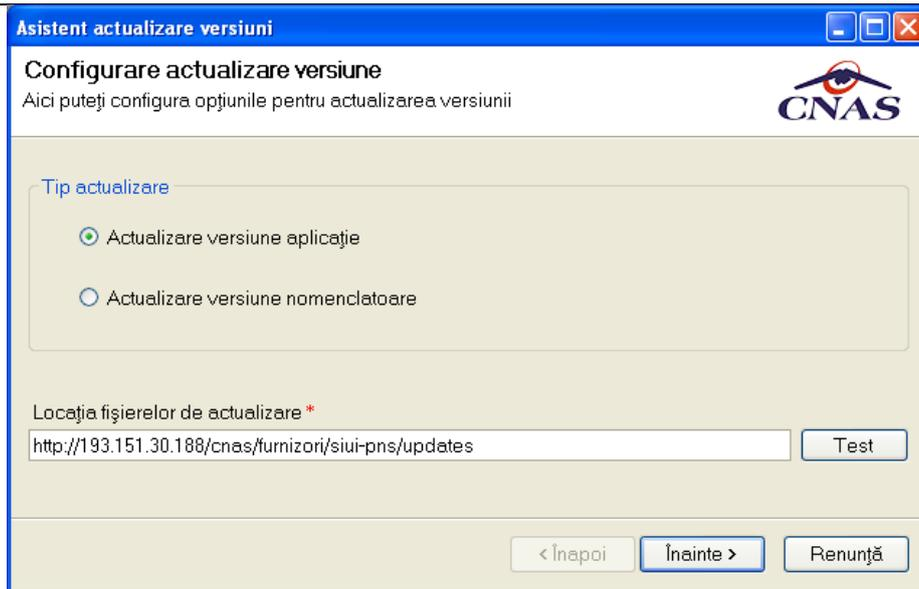 Asistent actualizare versiuni
Configurare actualizare versiune
Aici puteţi configura opţiunile pentru actualizarea versiunii
CNAS
Tip actualizare
Actualizare versiune aplicaţie
Actualizare versiune nomenclatoare
Locaţia fişierelor de actualizare *
http://193.151.30.188/cnas/furnizori/siui-pns/updates
Test
< Înapoi
Înainte >
Renunţă